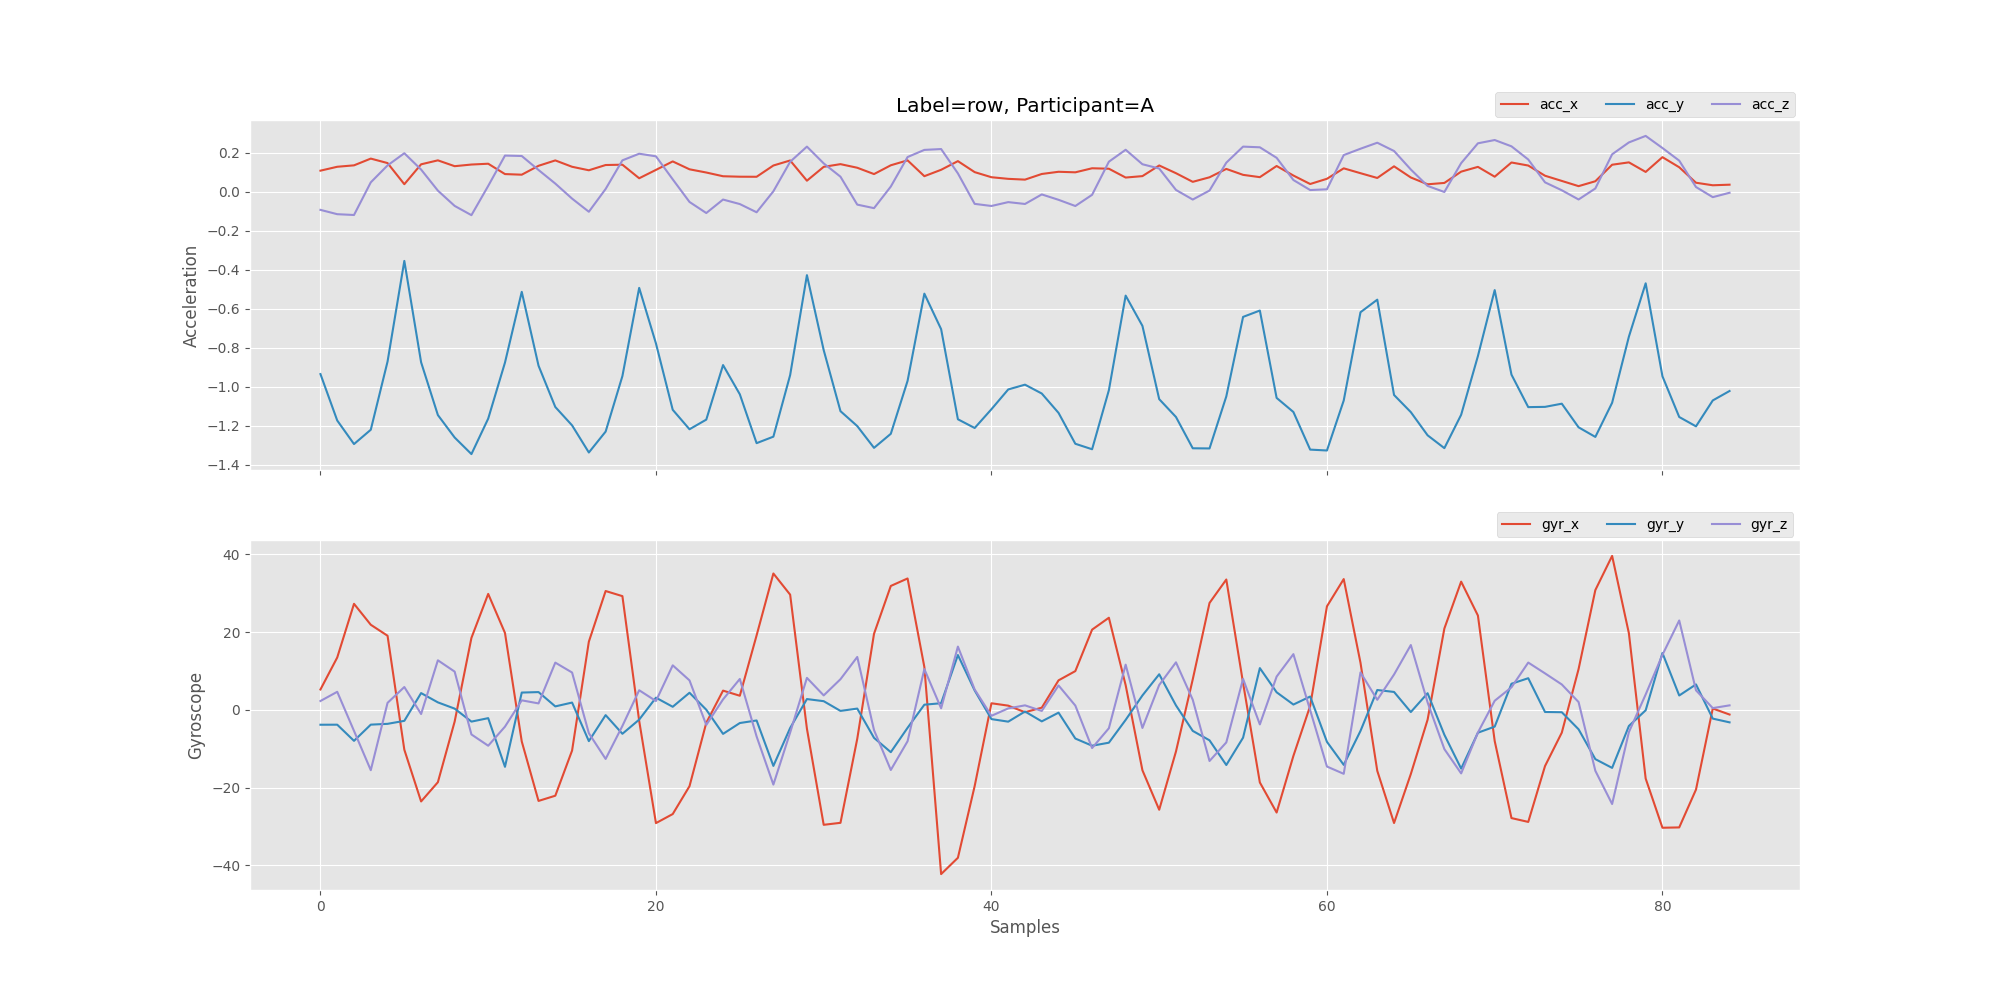 Label=row, Participant=A
acc_x acc_y acc_z
0.2
0.0
−0.2
−0.4
−0.6
−0.8
−1.0
−1.2
−1.4
Acceleration
gyr_x gyr_y gyr_z
40
20
0
−20
−40
Gyroscope
0 20 40 60 80
Samples